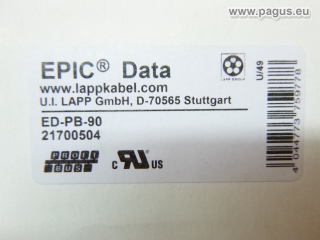 © www.pagus.eu
EPIC® Data
www.lappkabel.com
U.I. LAPP GmbH, D-70565 Stuttgart
ED-PB-90
21700504
PROFI
BUS
C UL US
U/49
4 044773 759778